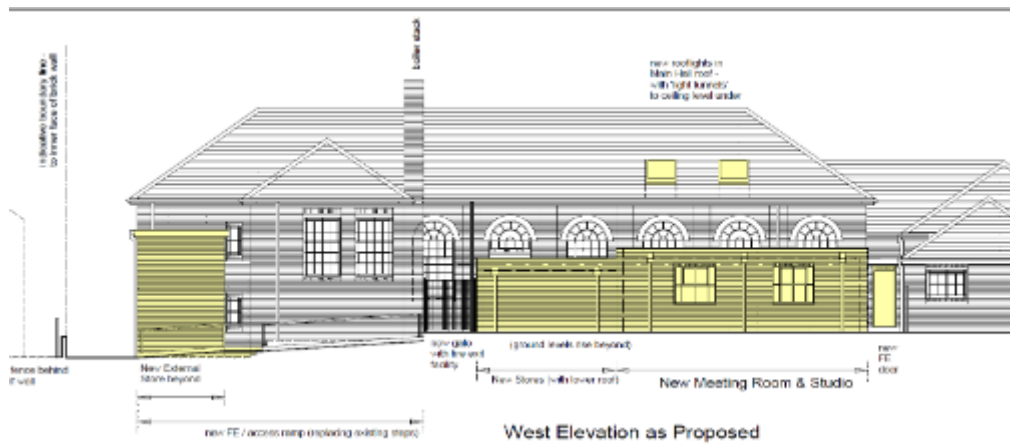 indicative boundary line -
to inner face of brick wall
boiler stack
new rooflights in
Main Hall roof -
with 'light tunnels'
to ceiling level under
fence behind
of wall
New External
Store beyond
new gate
with fire exit
facility
(ground levels rise beyond)
New Stores (with lower roof)
New Meeting Room & Studio
new
FE
door
new FE / access ramp (replacing existing steps)
West Elevation as Proposed